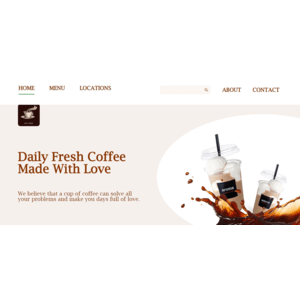 HOME MENU LOCATIONS ABOUT CONTACT
Daily Fresh Coffee
Made With Love
We believe that a cup of coffee can solve all
your problems and make you days full of love.